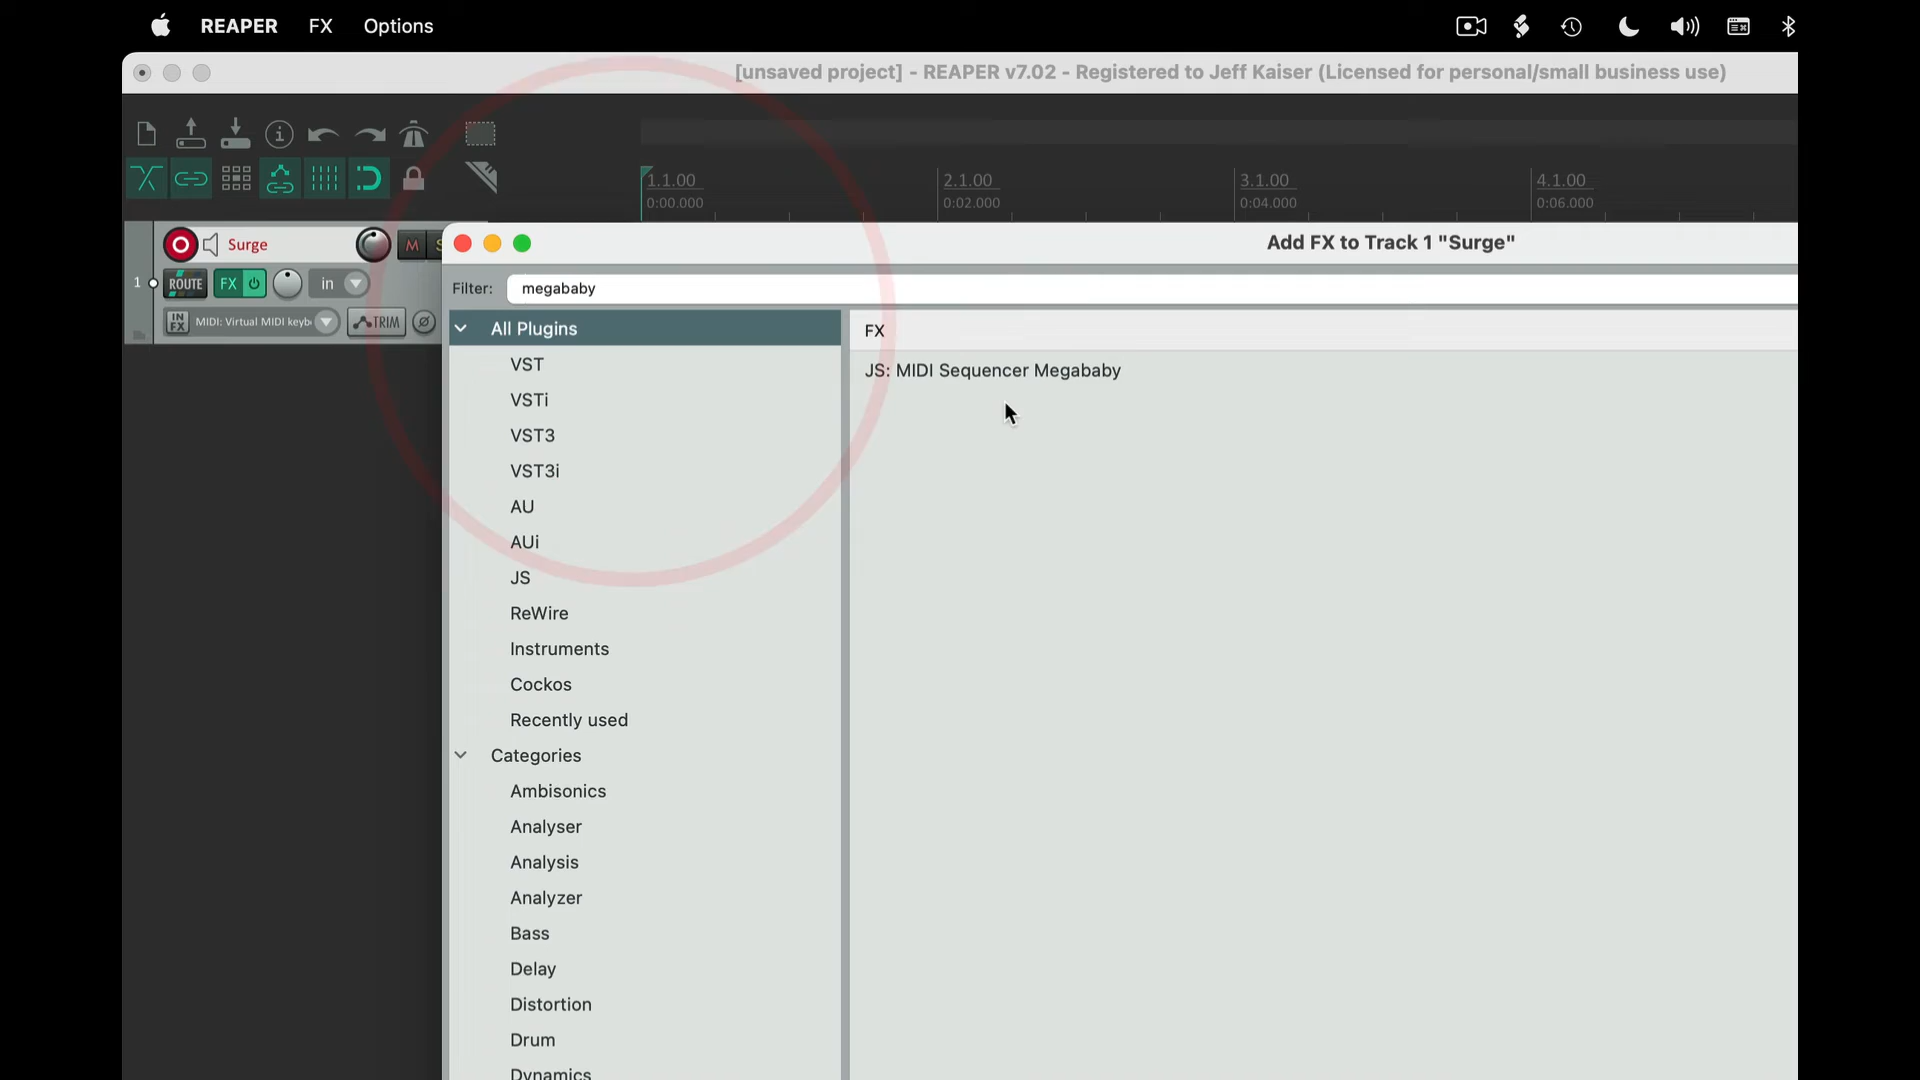 REAPER FX Options
[unsaved project] - REAPER v7.02 - Registered to Jeff Kaiser (Licensed for personal/small business use)
1.1.00 2.1.00 3.1.00 4.1.00
0:00.000 0:02.000 0:04.000 0:06.000
Surge M S
Add FX to Track 1 "Surge"
1 ROUTE FX in
Filter: megababy
IN FX MIDI: Virtual MIDI keyb TRIM
All Plugins
FX
VST
JS: MIDI Sequencer Megababy
VSTi
VST3
VST3i
AU
AUi
JS
ReWire
Instruments
Cockos
Recently used
Categories
Ambisonics
Analyser
Analysis
Analyzer
Bass
Delay
Distortion
Drum
Dynamics